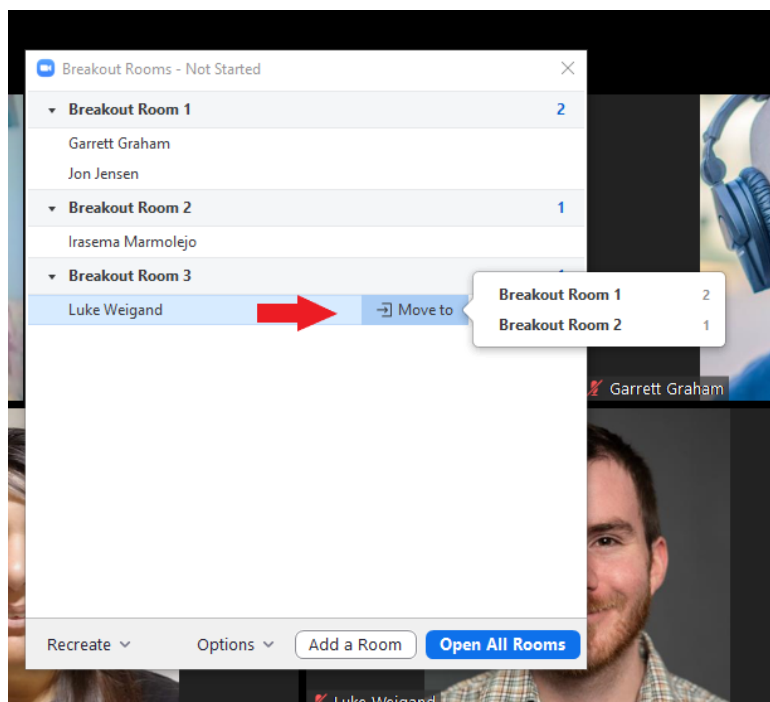 Breakout Rooms - Not Started
Breakout Room 1 2
Garrett Graham
Jon Jensen
Breakout Room 2 1
Irasema Marmolejo
Breakout Room 3
Luke Weigand
Move to
Breakout Room 1 2
Breakout Room 2 1
Garrett Graham
Recreate
Options
Add a Room
Open All Rooms
Luke Weigand